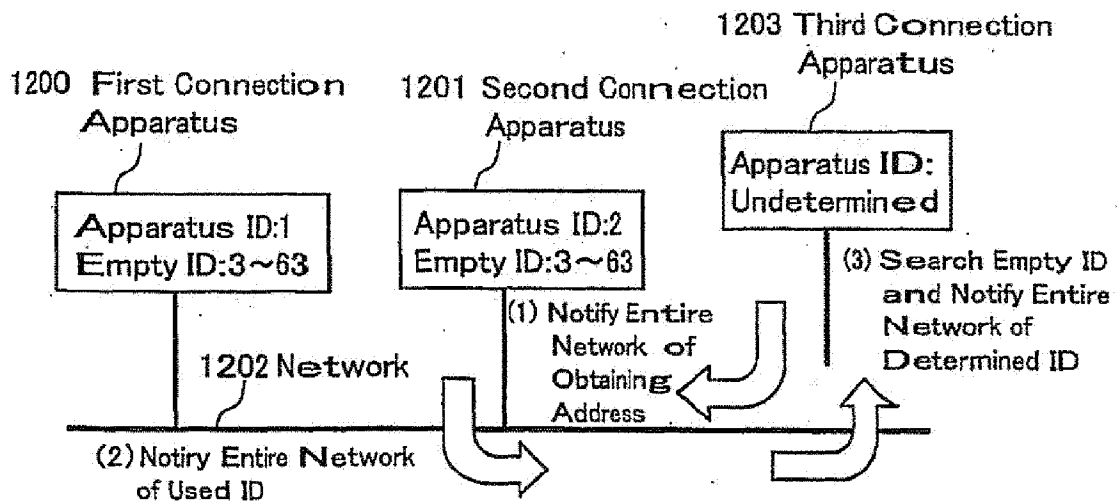 1203 Third Connection
Apparatus
1200 First Connection
Apparatus
1201 Second Connection
Apparatus
Apparatus ID:
Undetermined
Apparatus ID:1
Empty ID:3~63
Apparatus ID:2
Empty ID:3~63
(3) Search Empty ID
and Notify Entire
Network of
Determined ID
(1) Notify Entire
Network of
Obtaining
Address
1202 Network
(2) Notiry Entire Network
of Used ID